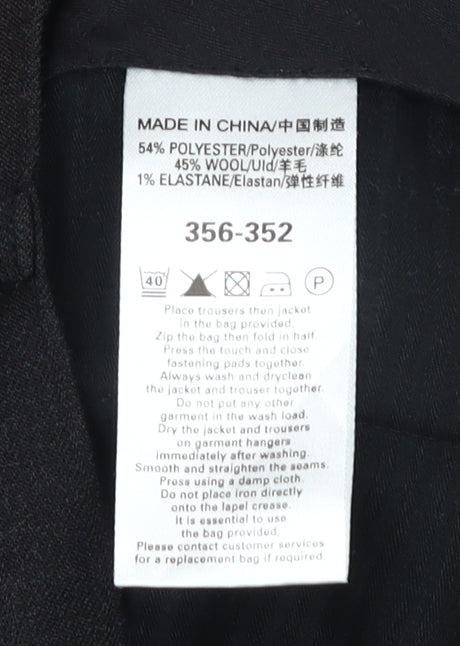 MADE IN CHINA/中国制造
54% POLYESTER/Polyester/涤纶
45% WOOL/Uld/羊毛
1% ELASTANE/Elastan/弹性纤维
356-352
40 P
Place trousers then jacket
in the bag provided.
Zip the bag then fold in half.
Press the touch and close
fastening pads together.
Always wash and dryclean
the jacket and trouser together.
Do not put any other
garment in the wash load.
Dry the jacket and trousers
on garment hangers
immediately after washing.
Smooth and straighten the seams.
Press using a damp cloth.
Do not place iron directly
onto the lapel crease.
It is essential to use
the bag provided.
Please contact customer services
for a replacement bag if required.